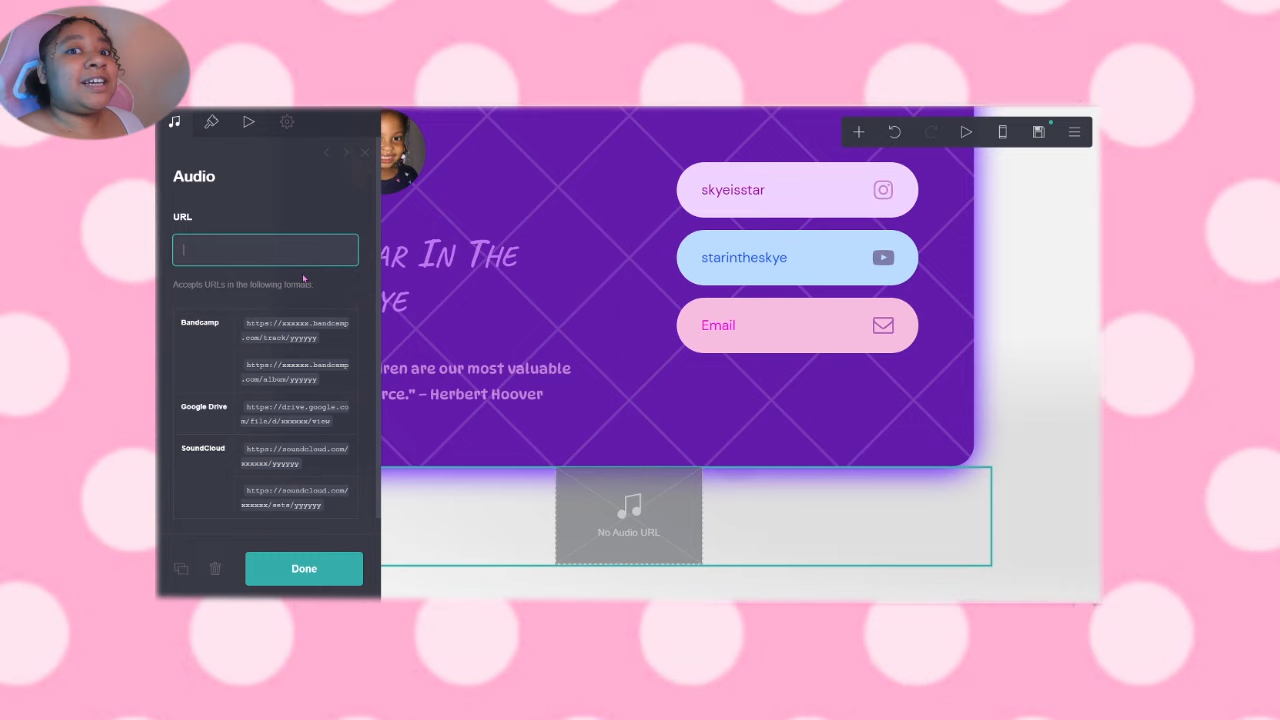 Audio
URL
Accepts URLs in the following formats.
Bandcamp
https://xxxxxx.bandcamp
.com/track/yyyyyy
https://xxxxxx.bandcamp
.com/album/yyyyyy
Google Drive
https://drive.google.co
m/file/d/xxxxxx/view
SoundCloud
https://soundcloud.com/
xxxxxx/yyyyyy
https://soundcloud.com/
xxxxxx/sets/yyyyyy
Done
AR IN THE
YE
ren are our most valuable
rce." – Herbert Hoover
skyeisstar
starintheskye
Email
No Audio URL